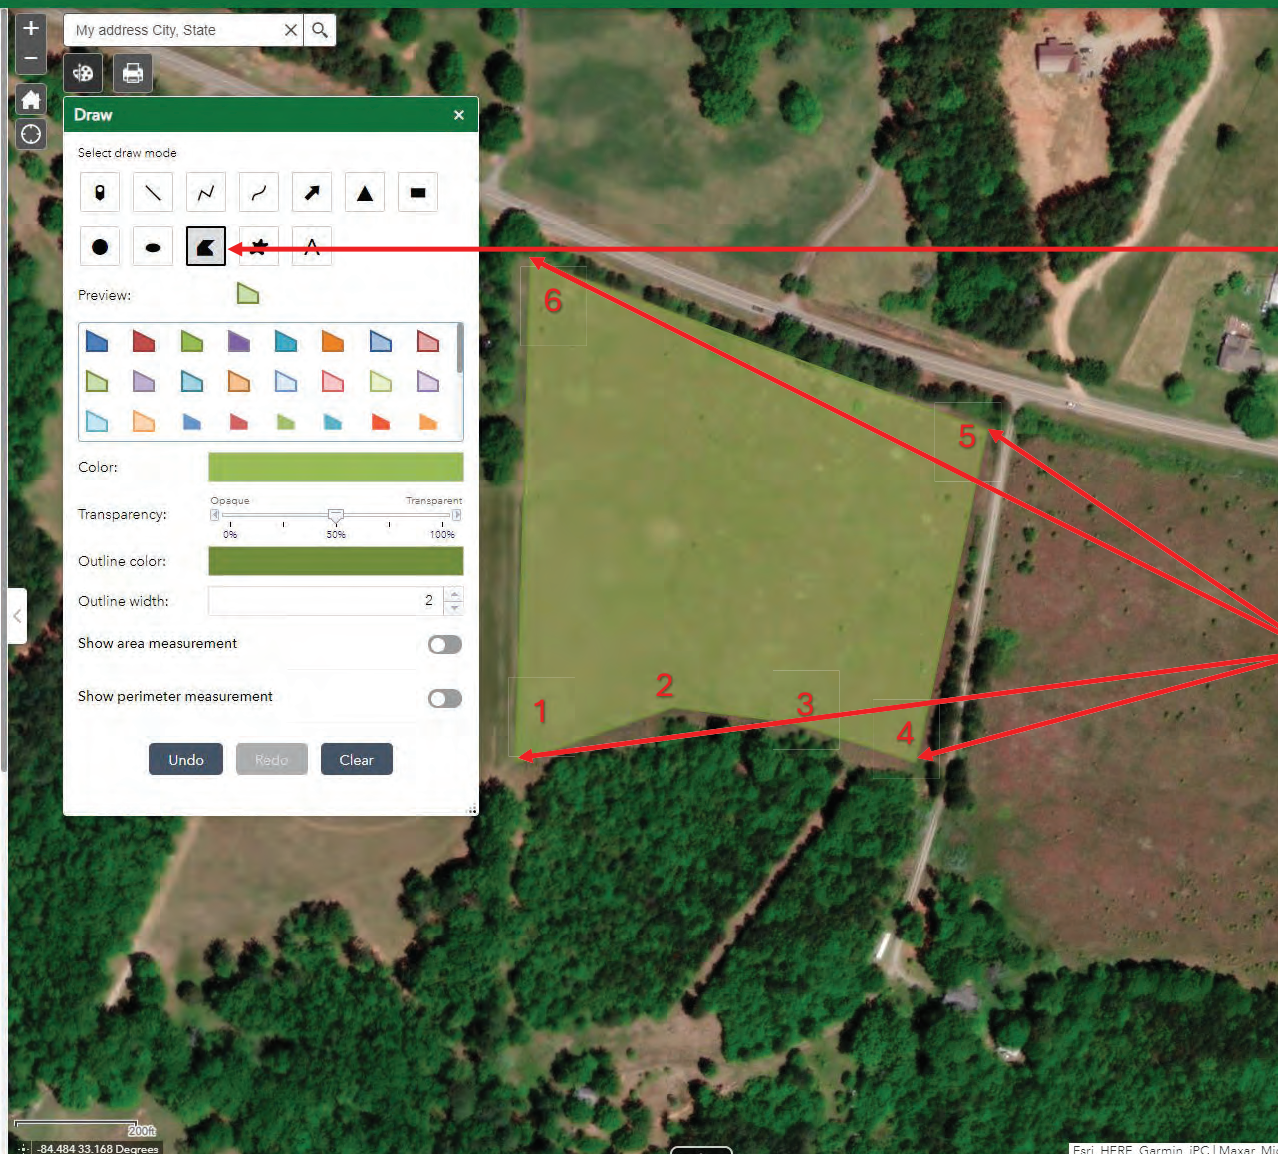 +
My address City, State
−
Draw
Select draw mode
A
Preview:
Color:
Opaque Transparent
Transparency:
0% 50% 100%
Outline color:
Outline width: 2
Show area measurement
Show perimeter measurement
Undo Redo Clear
6
5
2
1
3
4
200ft
-84.484 33.168 Degrees
Esri, HERE, Garmin, iPC | Maxar, Mic